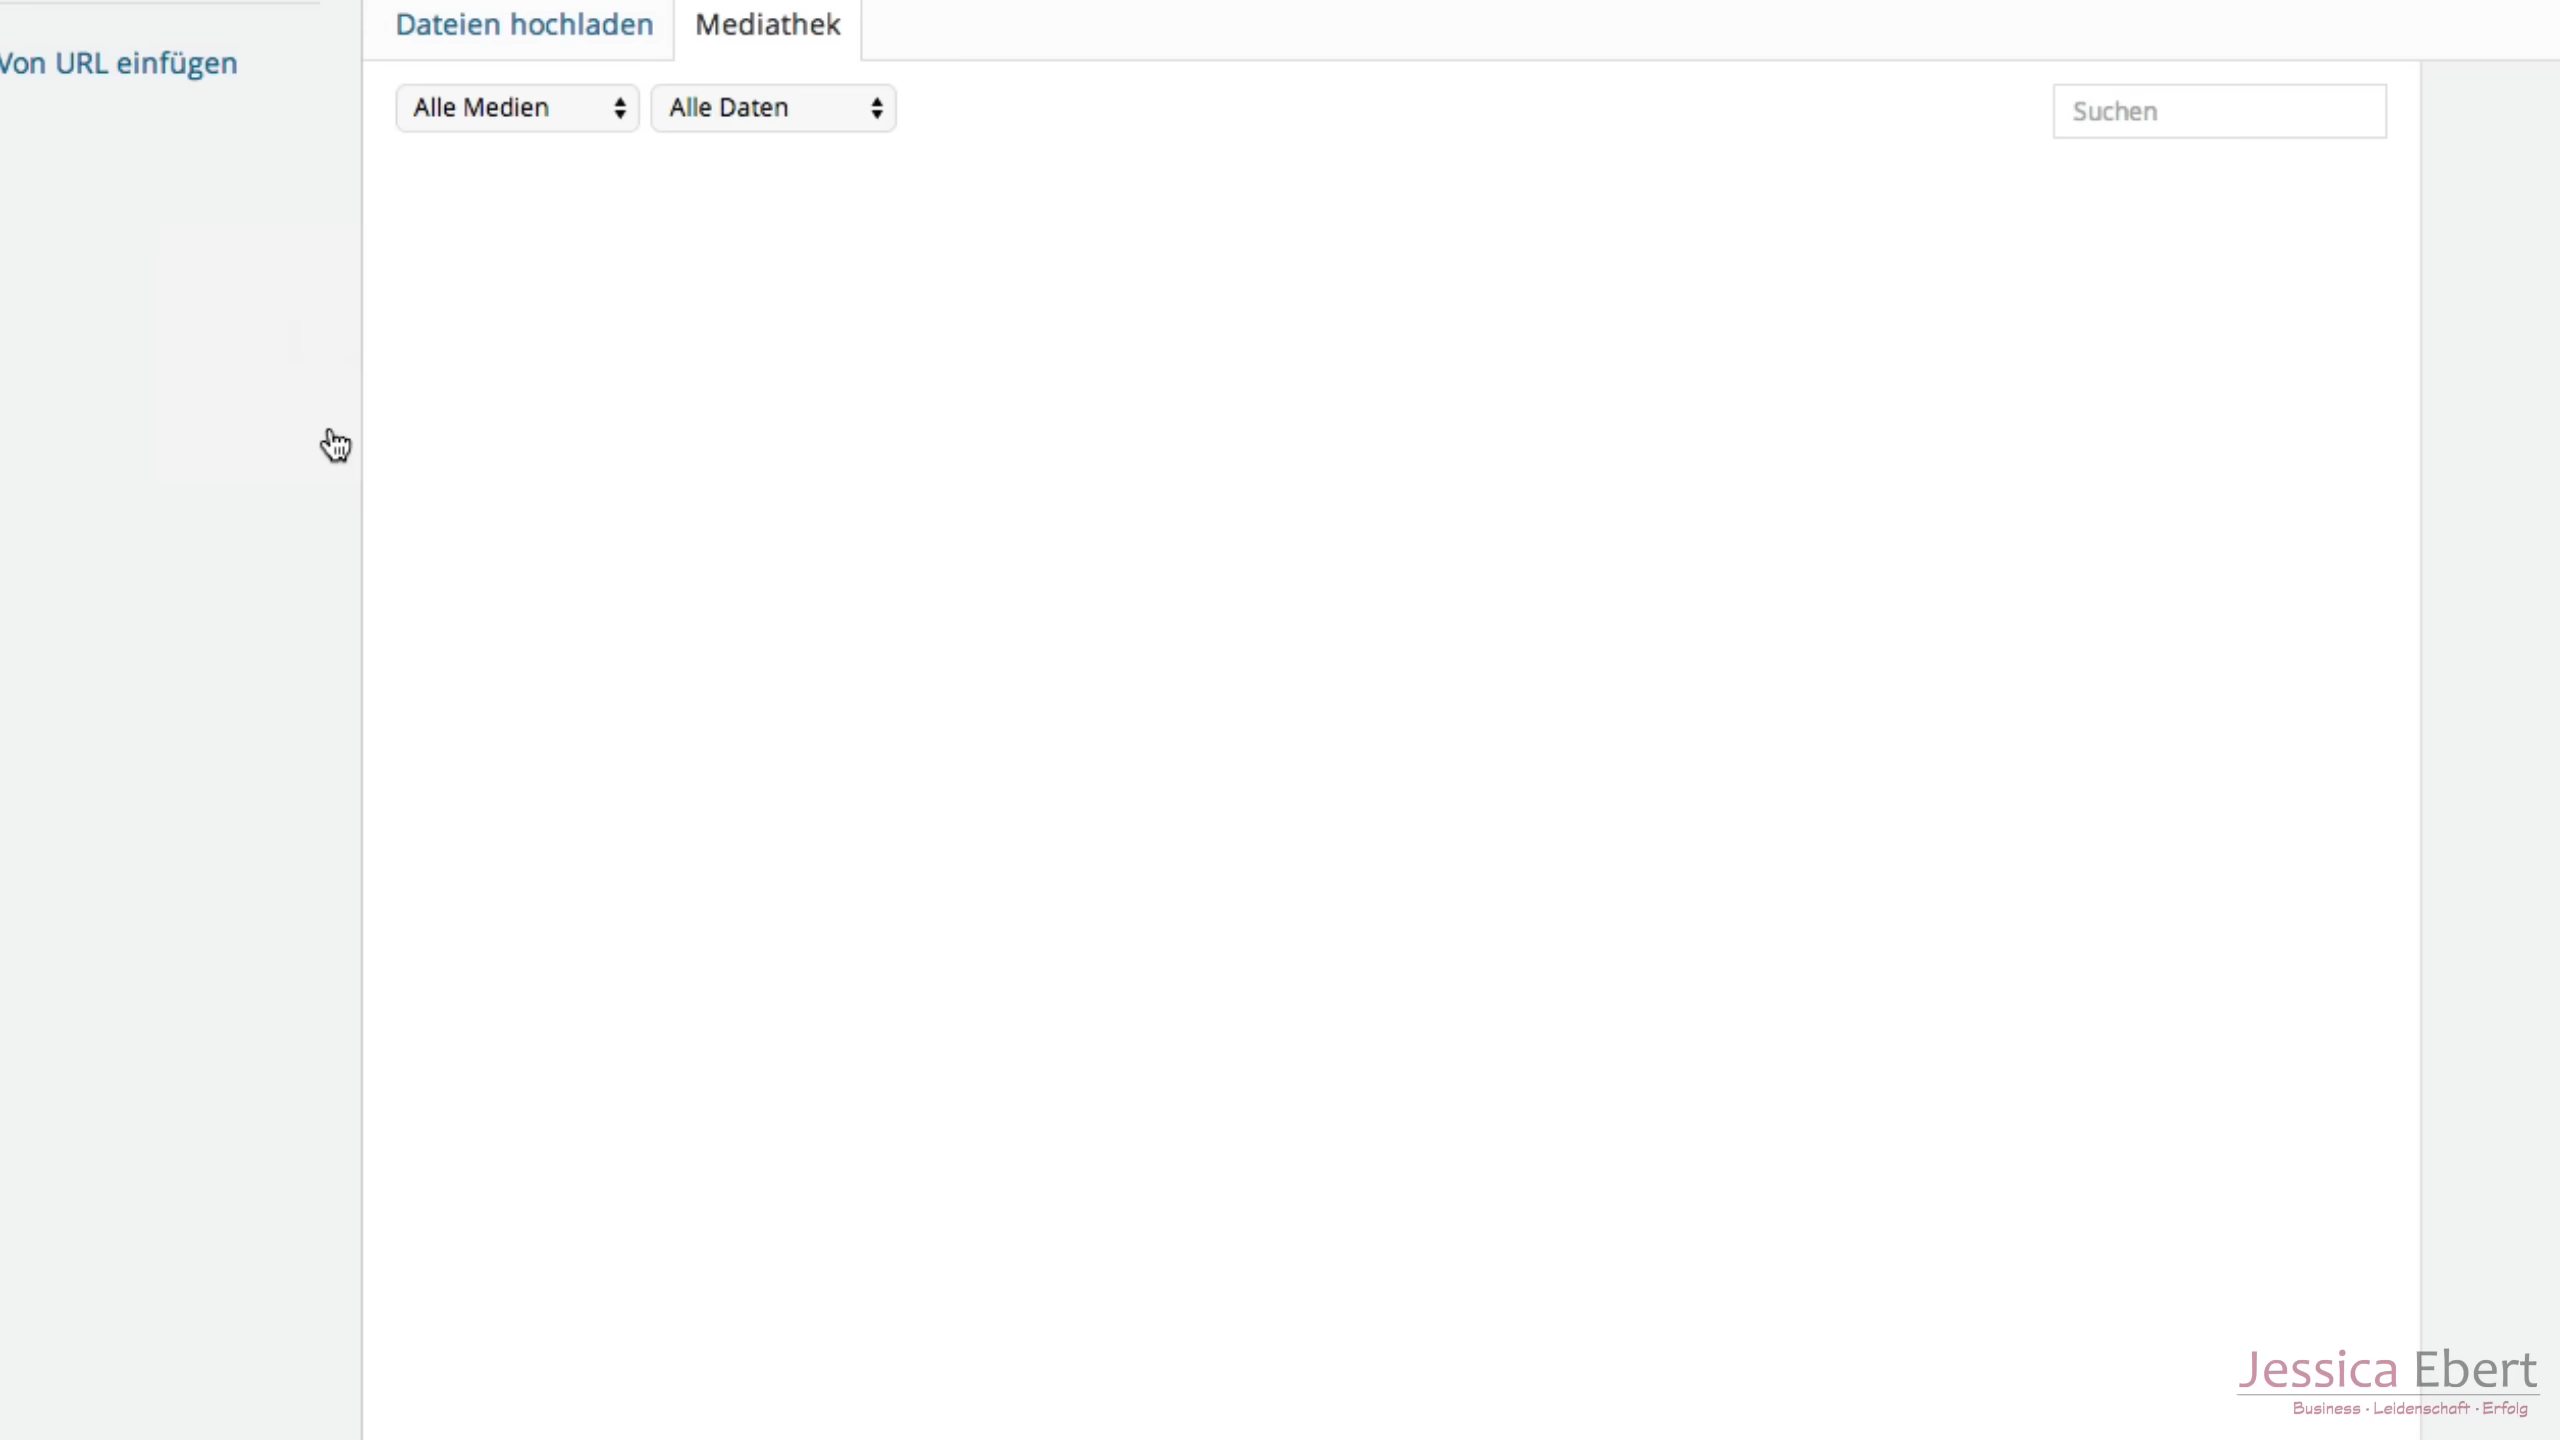 Dateien hochladen
Mediathek
Von URL einfügen
Alle Medien
Alle Daten
Suchen
Jessica Ebert
Business · Leidenschaft · Erfolg